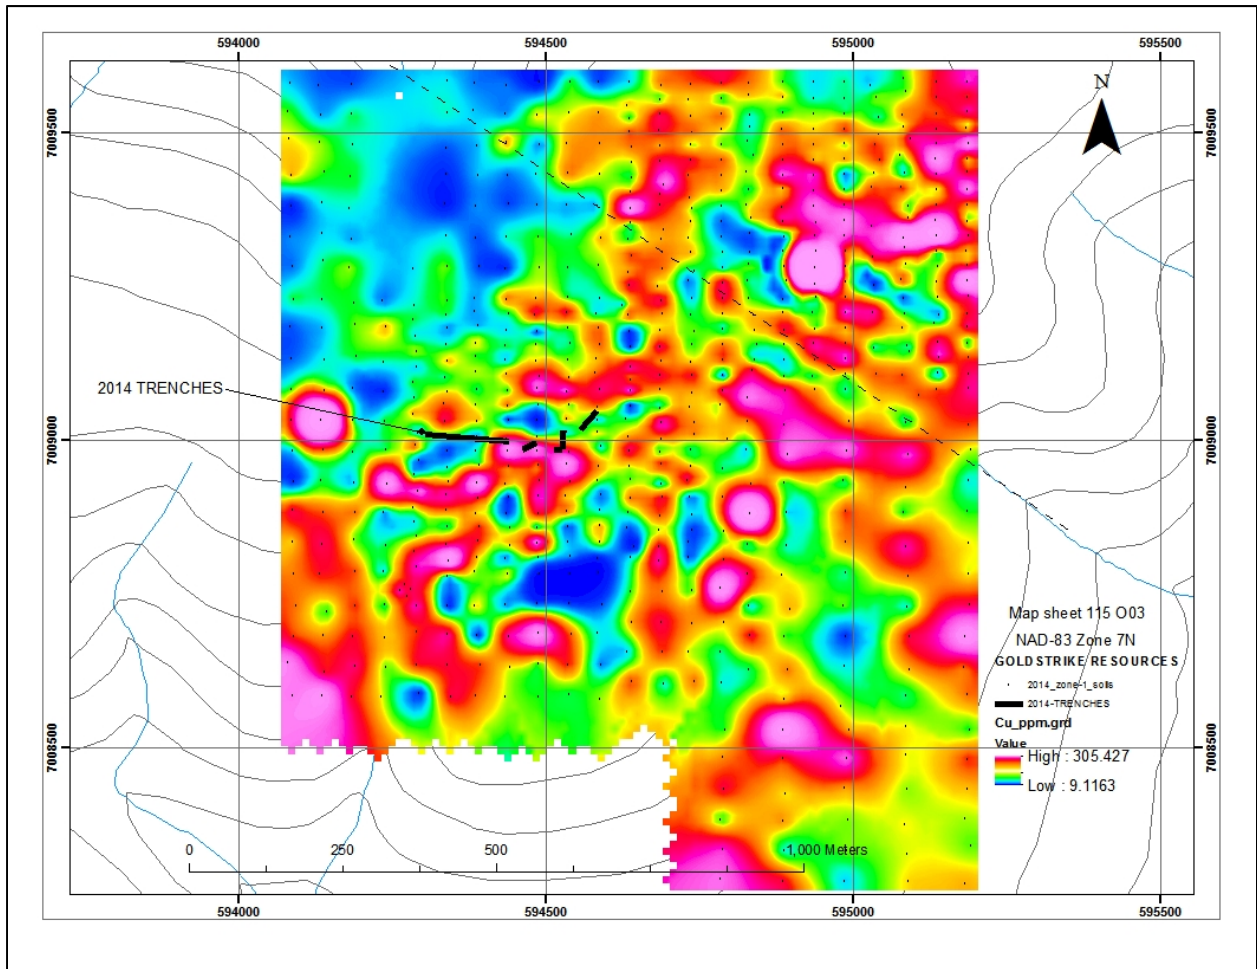 594000 594500 595000 595500
N
7009500 7009500
2014 TRENCHES
7009000 7009000
Map sheet 115 O03
NAD-83 Zone 7N
GOLDSTRIKE RESOURCES
2014_zone-1_soils
2014-TRENCHES
Cu_ppm.grd
Value
High : 305.427
Low : 9.1163
7008500 7008500
0 250 500 1,000 Meters
594000 594500 595000 595500